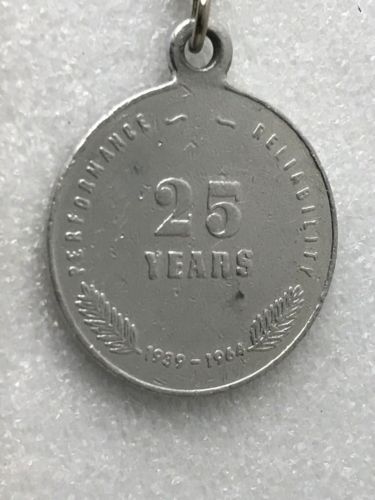 PERFORMANCE ~ ~ RELIABILITY
25
YEARS
1939-1964